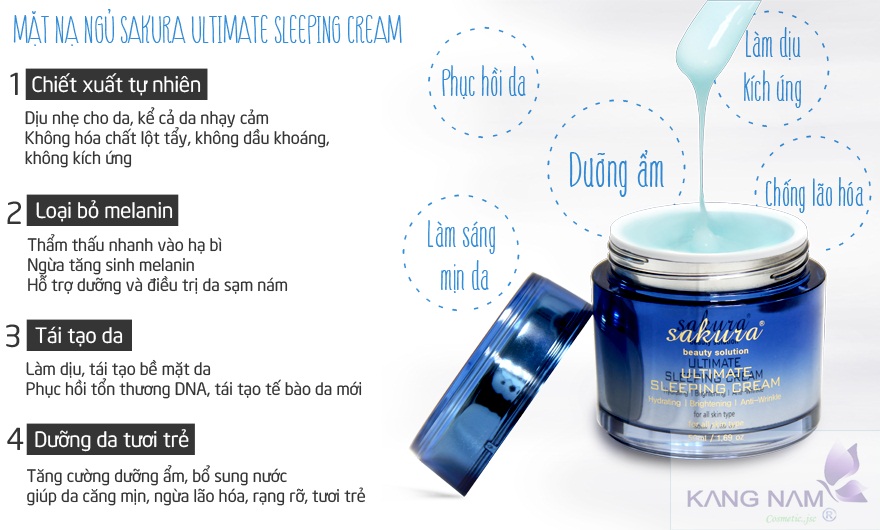 MẶT NẠ NGỦ SAKURA ULTIMATE SLEEPING CREAM
1 Chiết xuất tự nhiên
Dịu nhẹ cho da, kể cả da nhạy cảm
Không hóa chất lột tẩy, không dầu khoáng,
không kích ứng
2 Loại bỏ melanin
Thẩm thấu nhanh vào hạ bì
Ngừa tăng sinh melanin
Hỗ trợ dưỡng và điều trị da sạm nám
3 Tái tạo da
Làm dịu, tái tạo bề mặt da
Phục hồi tổn thương DNA, tái tạo tế bào da mới
4 Dưỡng da tươi trẻ
Tăng cường dưỡng ẩm, bổ sung nước
giúp da căng mịn, ngừa lão hóa, rạng rỡ, tươi trẻ
Phục hồi da
Làm dịu
kích ứng
Dưỡng ẩm
Chống lão hóa
Làm sáng
mịn da
sakura®
beauty solution
ULTIMATE
SLEEPING CREAM
Hydrating | Brightening | Anti-Wrinkle
for all skin type
50ml / 1.69 oz
KANG NAM®
Cosmetic.,jsc